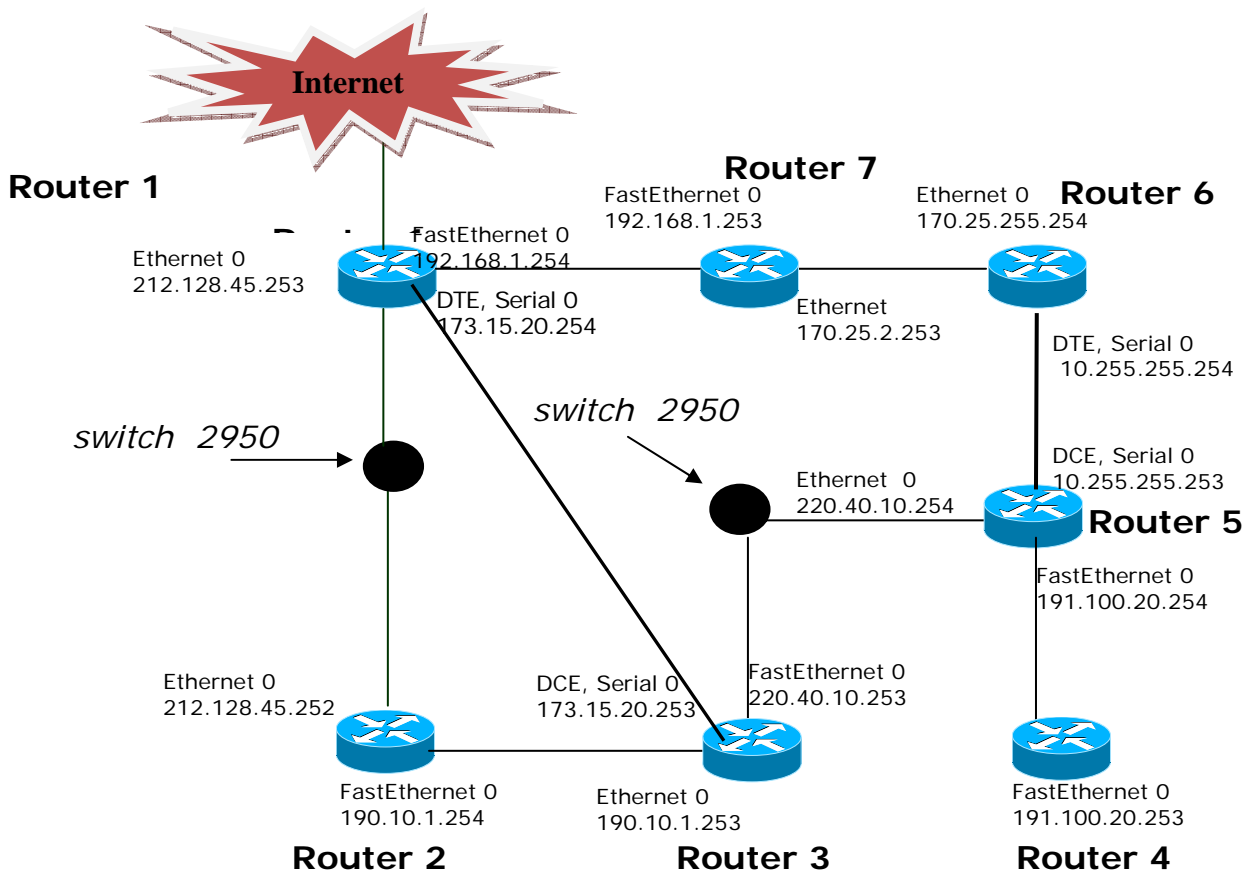 Internet
Router 1
Router 7
FastEthernet 0
192.168.1.253
Ethernet 0
170.25.255.254
Router 6
Ethernet 0
212.128.45.253
FastEthernet 0
192.168.1.254
DTE, Serial 0
173.15.20.254
Ethernet
170.25.2.253
DTE, Serial 0
10.255.255.254
switch 2950
switch 2950
Ethernet 0
220.40.10.254
DCE, Serial 0
10.255.255.253
Router 5
FastEthernet 0
191.100.20.254
Ethernet 0
212.128.45.252
DCE, Serial 0
173.15.20.253
FastEthernet 0
220.40.10.253
FastEthernet 0
190.10.1.254
Ethernet 0
190.10.1.253
FastEthernet 0
191.100.20.253
Router 2
Router 3
Router 4